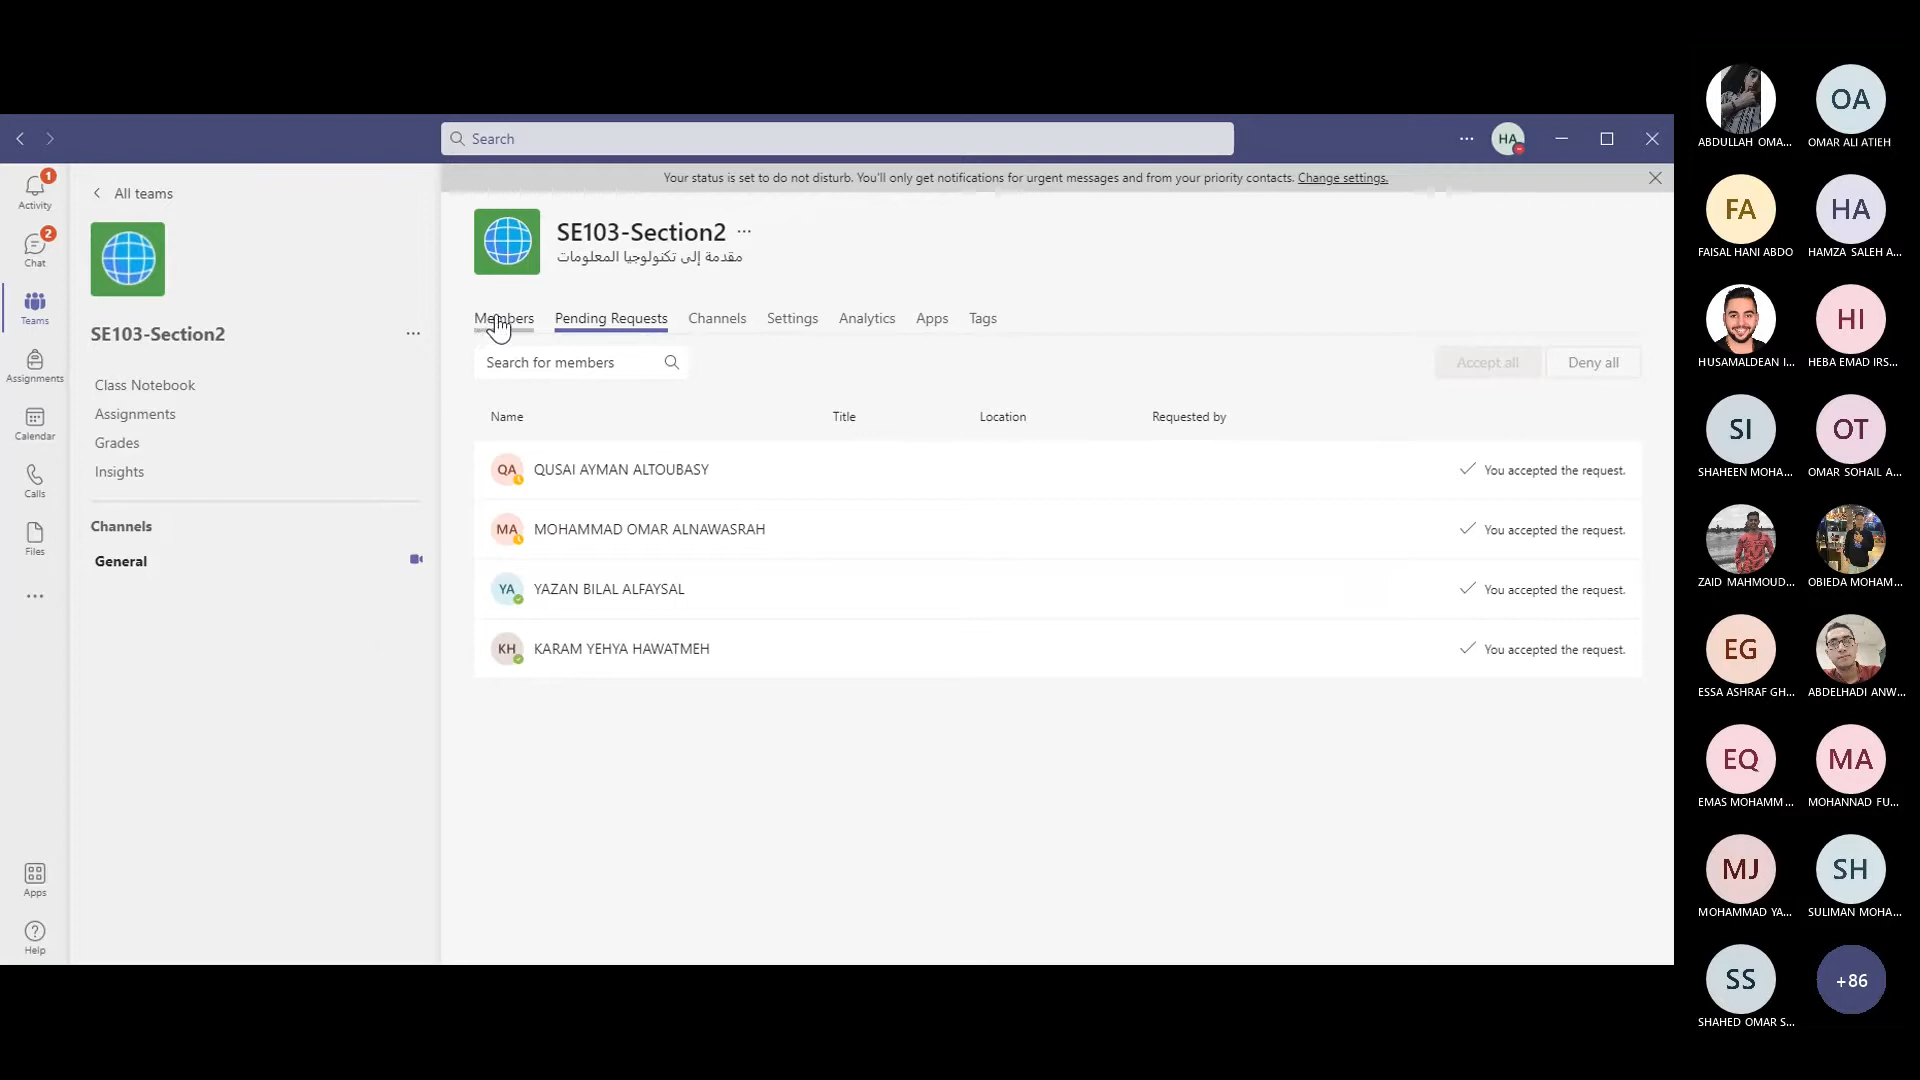 Search
HA
Your status is set to do not disturb. You'll only get notifications for urgent messages and from your priority contacts. Change settings.
1
Activity
2
Chat
Teams
Assignments
Calendar
Calls
Files
Apps
Help
All teams
SE103-Section2
Class Notebook
Assignments
Grades
Insights
Channels
General
SE103-Section2
مقدمة إلى تكنولوجيا المعلومات
Members Pending Requests Channels Settings Analytics Apps Tags
Search for members Accept all Deny all
Name Title Location Requested by
QA QUSAI AYMAN ALTOUBASY You accepted the request.
MA MOHAMMAD OMAR ALNAWASRAH You accepted the request.
YA YAZAN BILAL ALFAYSAL You accepted the request.
KH KARAM YEHYA HAWATMEH You accepted the request.
OA
ABDULLAH OMA... OMAR ALI ATIEH
FA HA
FAISAL HANI ABDO HAMZA SALEH A...
HI
HUSAMALDEAN I... HEBA EMAD IRS...
SI OT
SHAHEEN MOHA... OMAR SOHAIL A...
ZAID MAHMOUD... OBIEDA MOHAM...
EG
ESSA ASHRAF GH... ABDELHADI ANW...
EQ MA
EMAS MOHAMM... MOHANNAD FU...
MJ SH
MOHAMMAD YA... SULIMAN MOHA...
SS +86
SHAHED OMAR S...